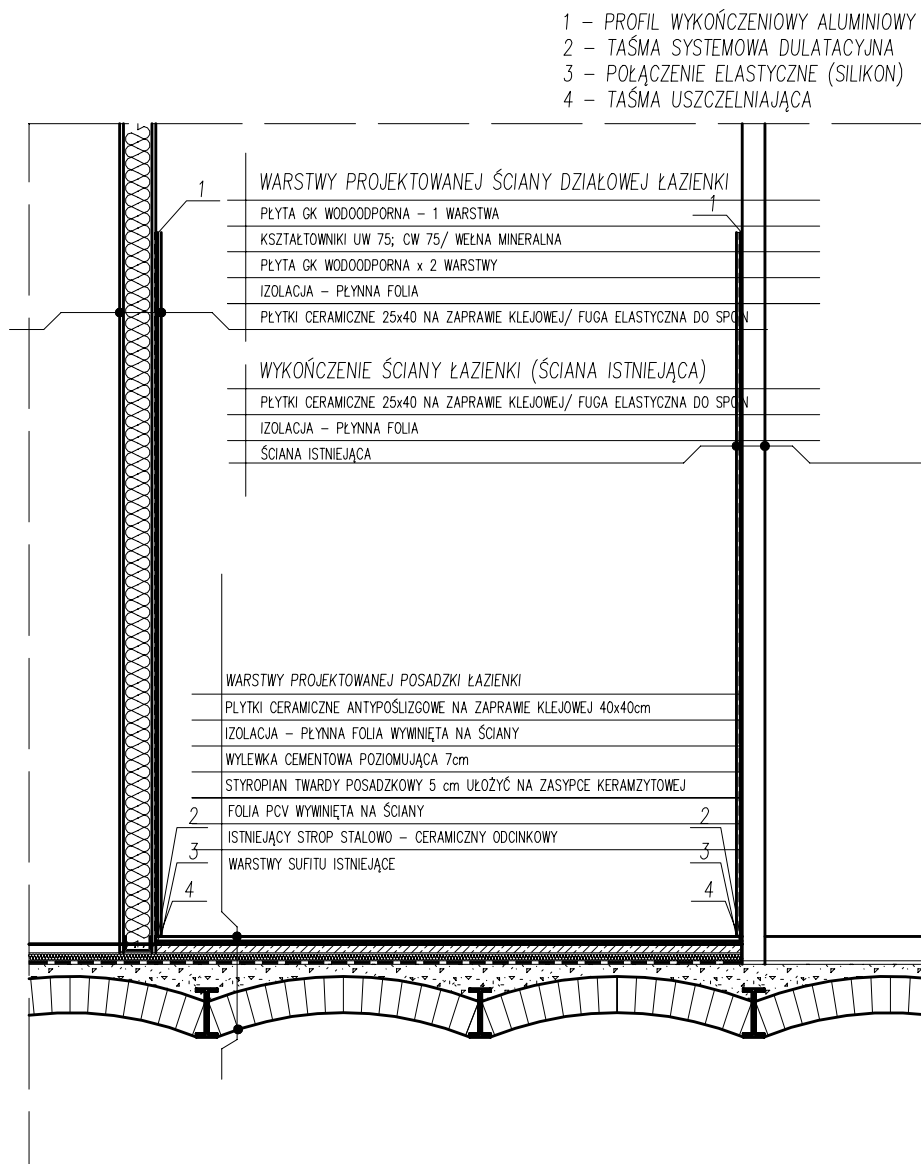 1 – PROFIL WYKOŃCZENIOWY ALUMINIOWY
2 – TAŚMA SYSTEMOWA DULATACYJNA
3 – POŁĄCZENIE ELASTYCZNE (SILIKON)
4 – TAŚMA USZCZELNIAJĄCA
WARSTWY PROJEKTOWANEJ ŚCIANY DZIAŁOWEJ ŁAZIENKI
1
1
PŁYTA GK WODOODPORNA – 1 WARSTWA
KSZTAŁTOWNIKI UW 75; CW 75/ WEŁNA MINERALNA
PŁYTA GK WODOODPORNA x 2 WARSTWY
IZOLACJA – PŁYNNA FOLIA
PŁYTKI CERAMICZNE 25x40 NA ZAPRAWIE KLEJOWEJ/ FUGA ELASTYCZNA DO SPOIN
WYKOŃCZENIE ŚCIANY ŁAZIENKI (ŚCIANA ISTNIEJĄCA)
PŁYTKI CERAMICZNE 25x40 NA ZAPRAWIE KLEJOWEJ/ FUGA ELASTYCZNA DO SPOIN
IZOLACJA – PŁYNNA FOLIA
ŚCIANA ISTNIEJĄCA
WARSTWY PROJEKTOWANEJ POSADZKI ŁAZIENKI
PLYTKI CERAMICZNE ANTYPOŚLIZGOWE NA ZAPRAWIE KLEJOWEJ 40x40cm
IZOLACJA – PŁYNNA FOLIA WYWINIĘTA NA ŚCIANY
WYLEWKA CEMENTOWA POZIOMUJĄCA 7cm
STYROPIAN TWARDY POSADZKOWY 5 cm UŁOŻYĆ NA ZASYPCE KERAMZYTOWEJ
FOLIA PCV WYWINIĘTA NA ŚCIANY
2
2
ISTNIEJĄCY STROP STALOWO – CERAMICZNY ODCINKOWY
3
3
WARSTWY SUFITU ISTNIEJĄCE
4
4